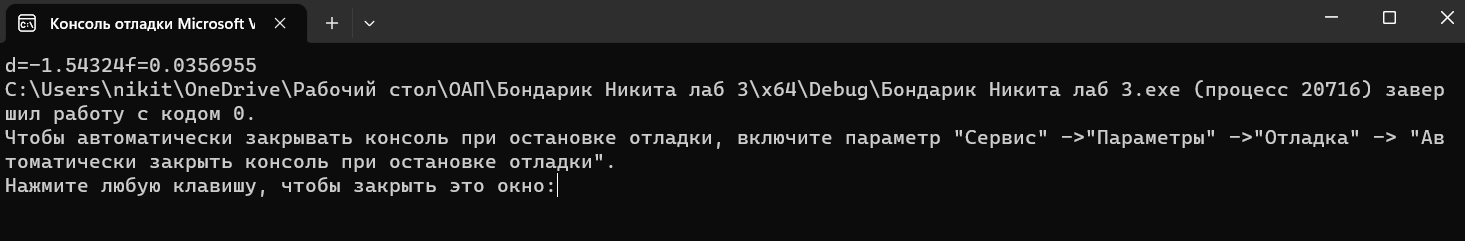 Консоль отладки Microsoft V
d=-1.54324f=0.0356955
C:\Users\nikit\OneDrive\Рабочий стол\ОАП\Бондарик Никита лаб 3\x64\Debug\Бондарик Никита лаб 3.exe (процесс 20716) завер
шил работу с кодом 0.
Чтобы автоматически закрывать консоль при остановке отладки, включите параметр "Сервис" ->"Параметры" ->"Отладка" -> "Ав
томатически закрыть консоль при остановке отладки".
Нажмите любую клавишу, чтобы закрыть это окно: